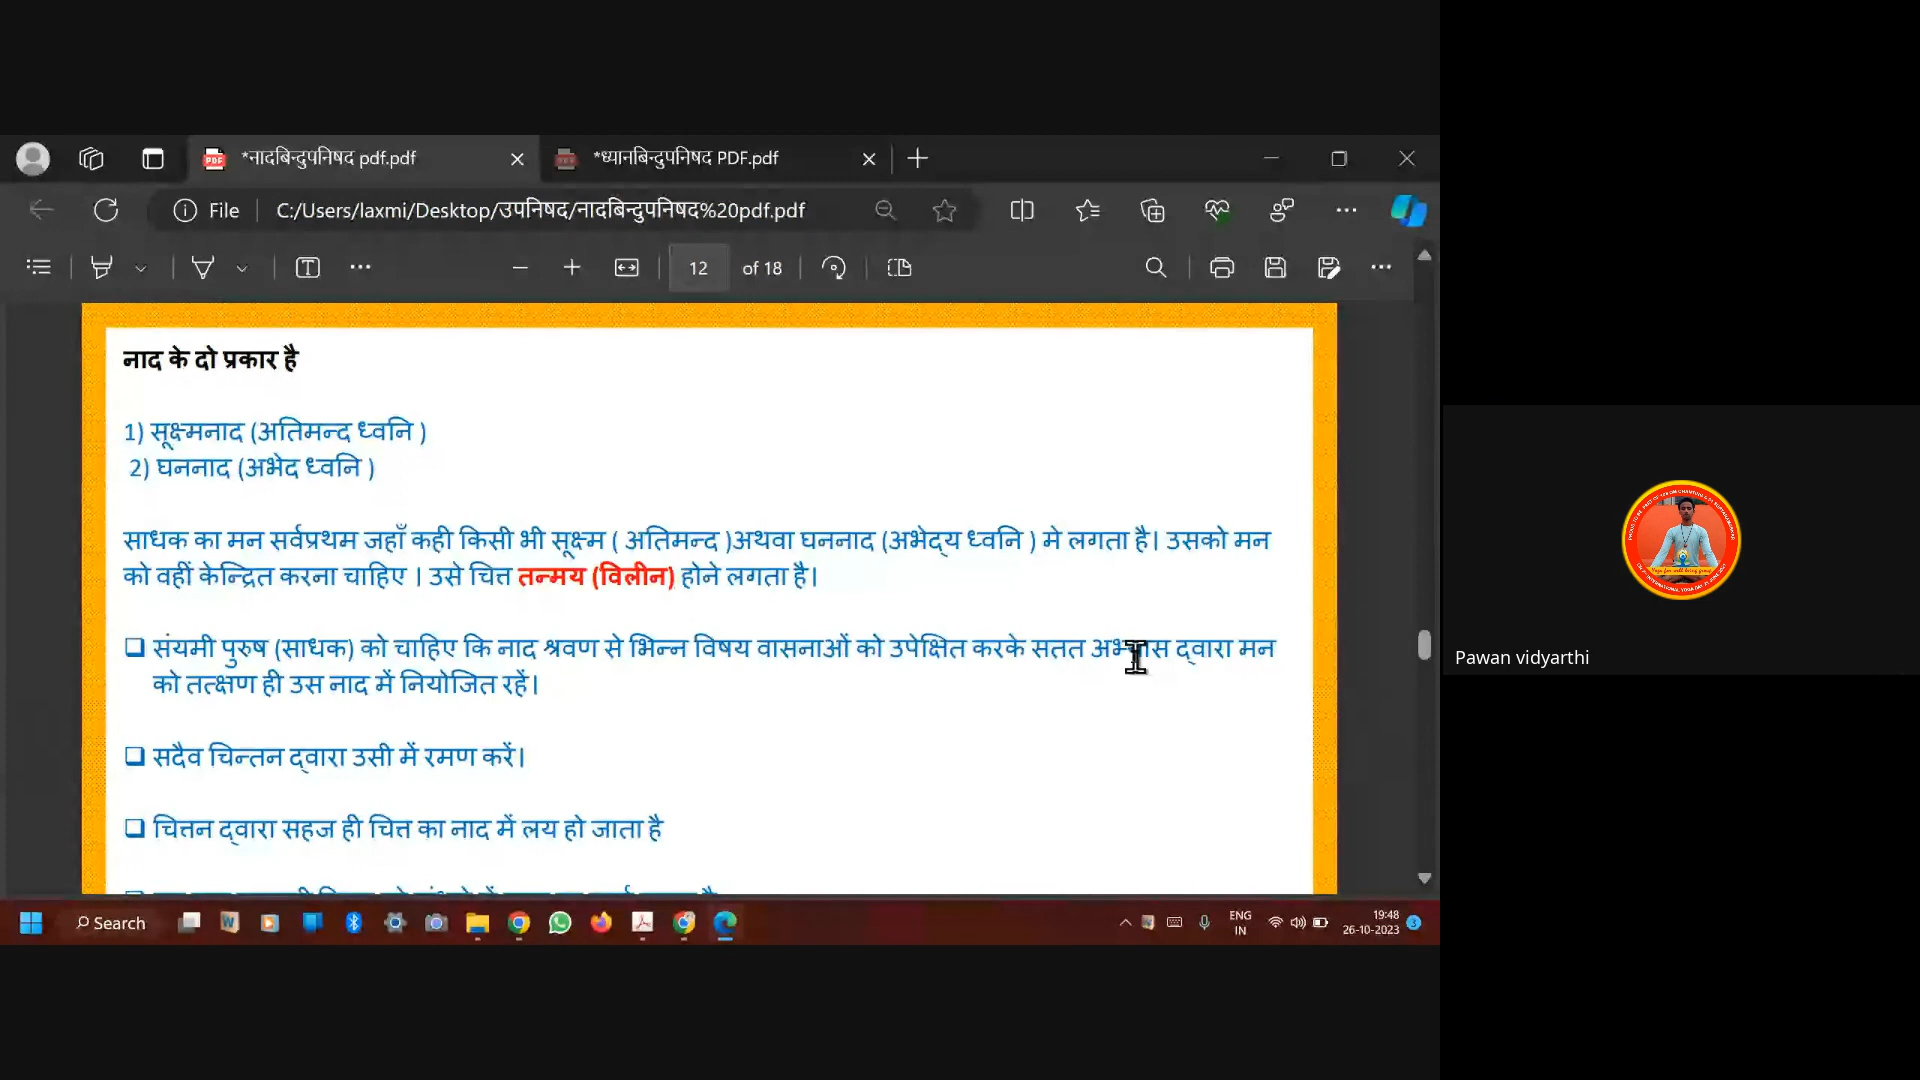 *नादबिन्दुपनिषद pdf.pdf
*ध्यानबिन्दुपनिषद PDF.pdf
File
C:/Users/laxmi/Desktop/उपनिषद/नादबिन्दुपनिषद%20pdf.pdf
12 of 18
नाद के दो प्रकार है
1) सूक्ष्मनाद (अतिमन्द ध्वनि )
2) घननाद (अभेद ध्वनि )
साधक का मन सर्वप्रथम जहाँ कही किसी भी सूक्ष्म ( अतिमन्द )अथवा घननाद (अभेद्य ध्वनि ) मे लगता है। उसको मन
को वहीं केन्द्रित करना चाहिए । उसे चित्त तन्मय (विलीन) होने लगता है।
संयमी पुरुष (साधक) को चाहिए कि नाद श्रवण से भिन्न विषय वासनाओं को उपेक्षित करके सतत अभ्यास द्वारा मन
को तत्क्षण ही उस नाद में नियोजित रहें।
सदैव चिन्तन द्वारा उसी में रमण करें।
चित्तन द्वारा सहज ही चित्त का नाद में लय हो जाता है
Pawan vidyarthi
Search
ENG
IN
19:48
26-10-2023
3